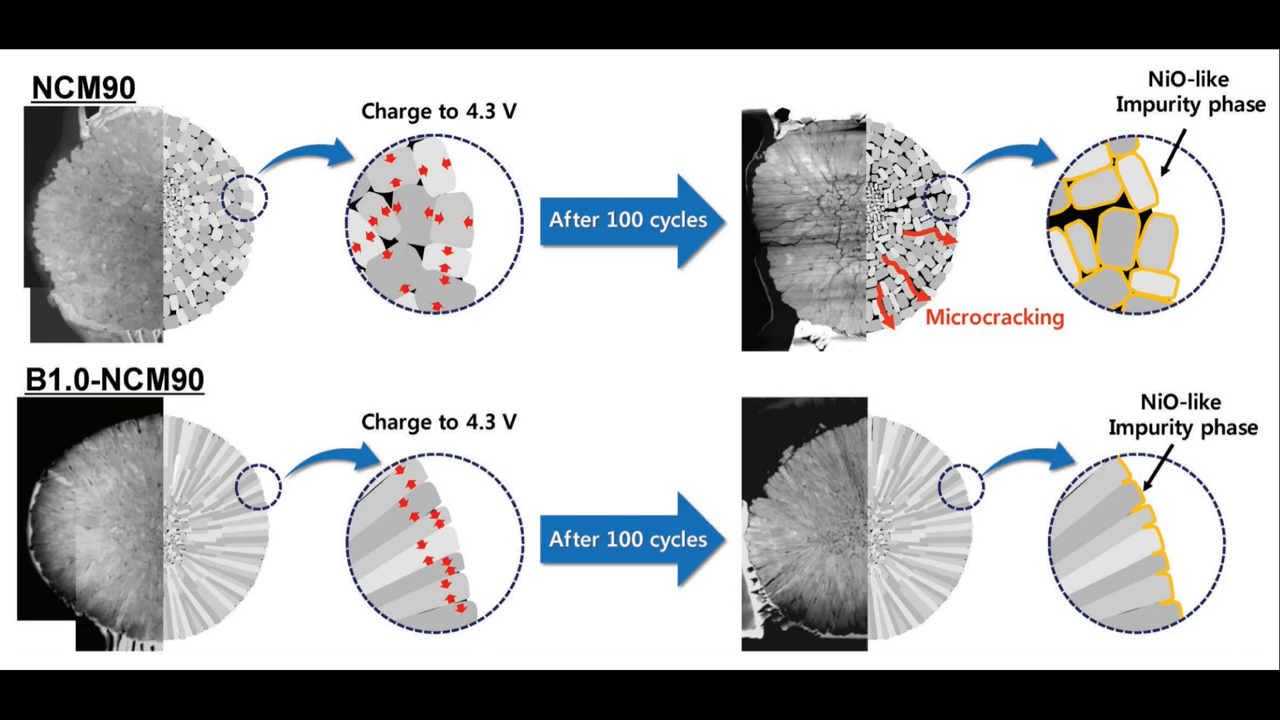 NCM90
Charge to 4.3 V
After 100 cycles
Microcracking
NiO-like
Impurity phase
B1.0-NCM90
Charge to 4.3 V
After 100 cycles
NiO-like
Impurity phase